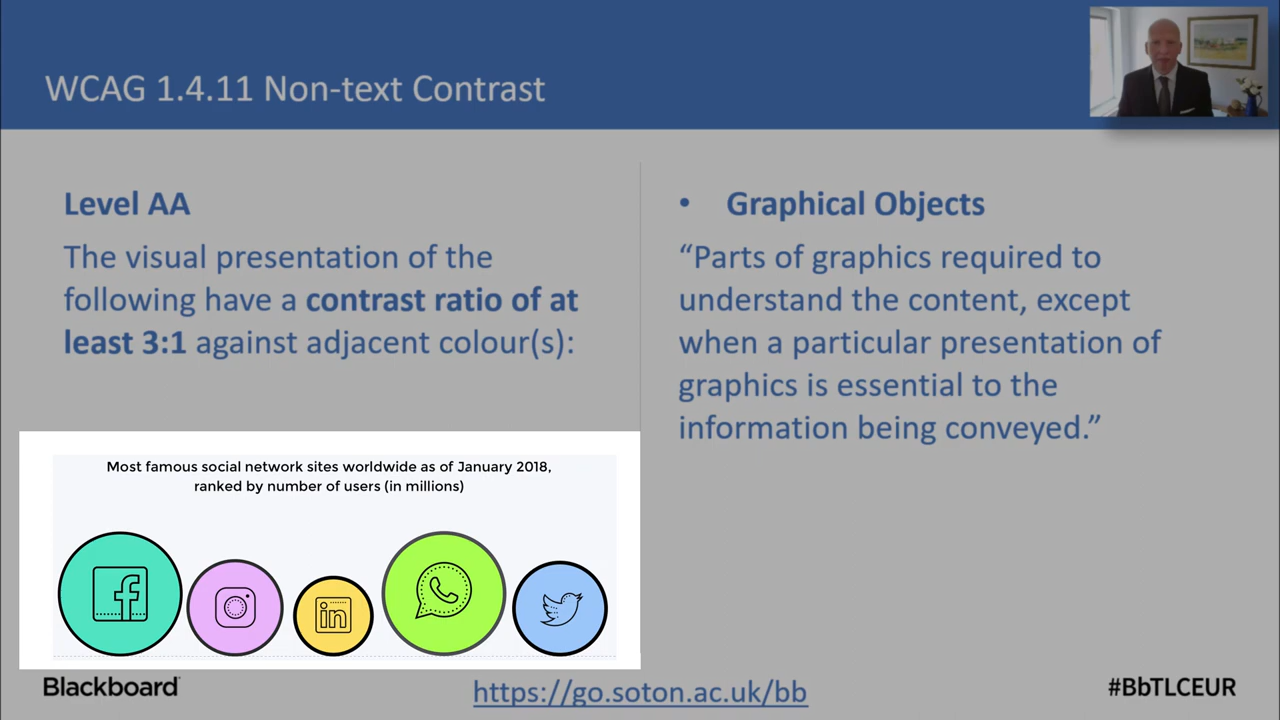 WCAG 1.4.11 Non-text Contrast
Level AA
The visual presentation of the
following have a contrast ratio of at
least 3:1 against adjacent colour(s):
Most famous social network sites worldwide as of January 2018,
ranked by number of users (in millions)
f
in
• Graphical Objects
“Parts of graphics required to
understand the content, except
when a particular presentation of
graphics is essential to the
information being conveyed.”
Blackboard
https://go.soton.ac.uk/bb
#BbTLCEUR